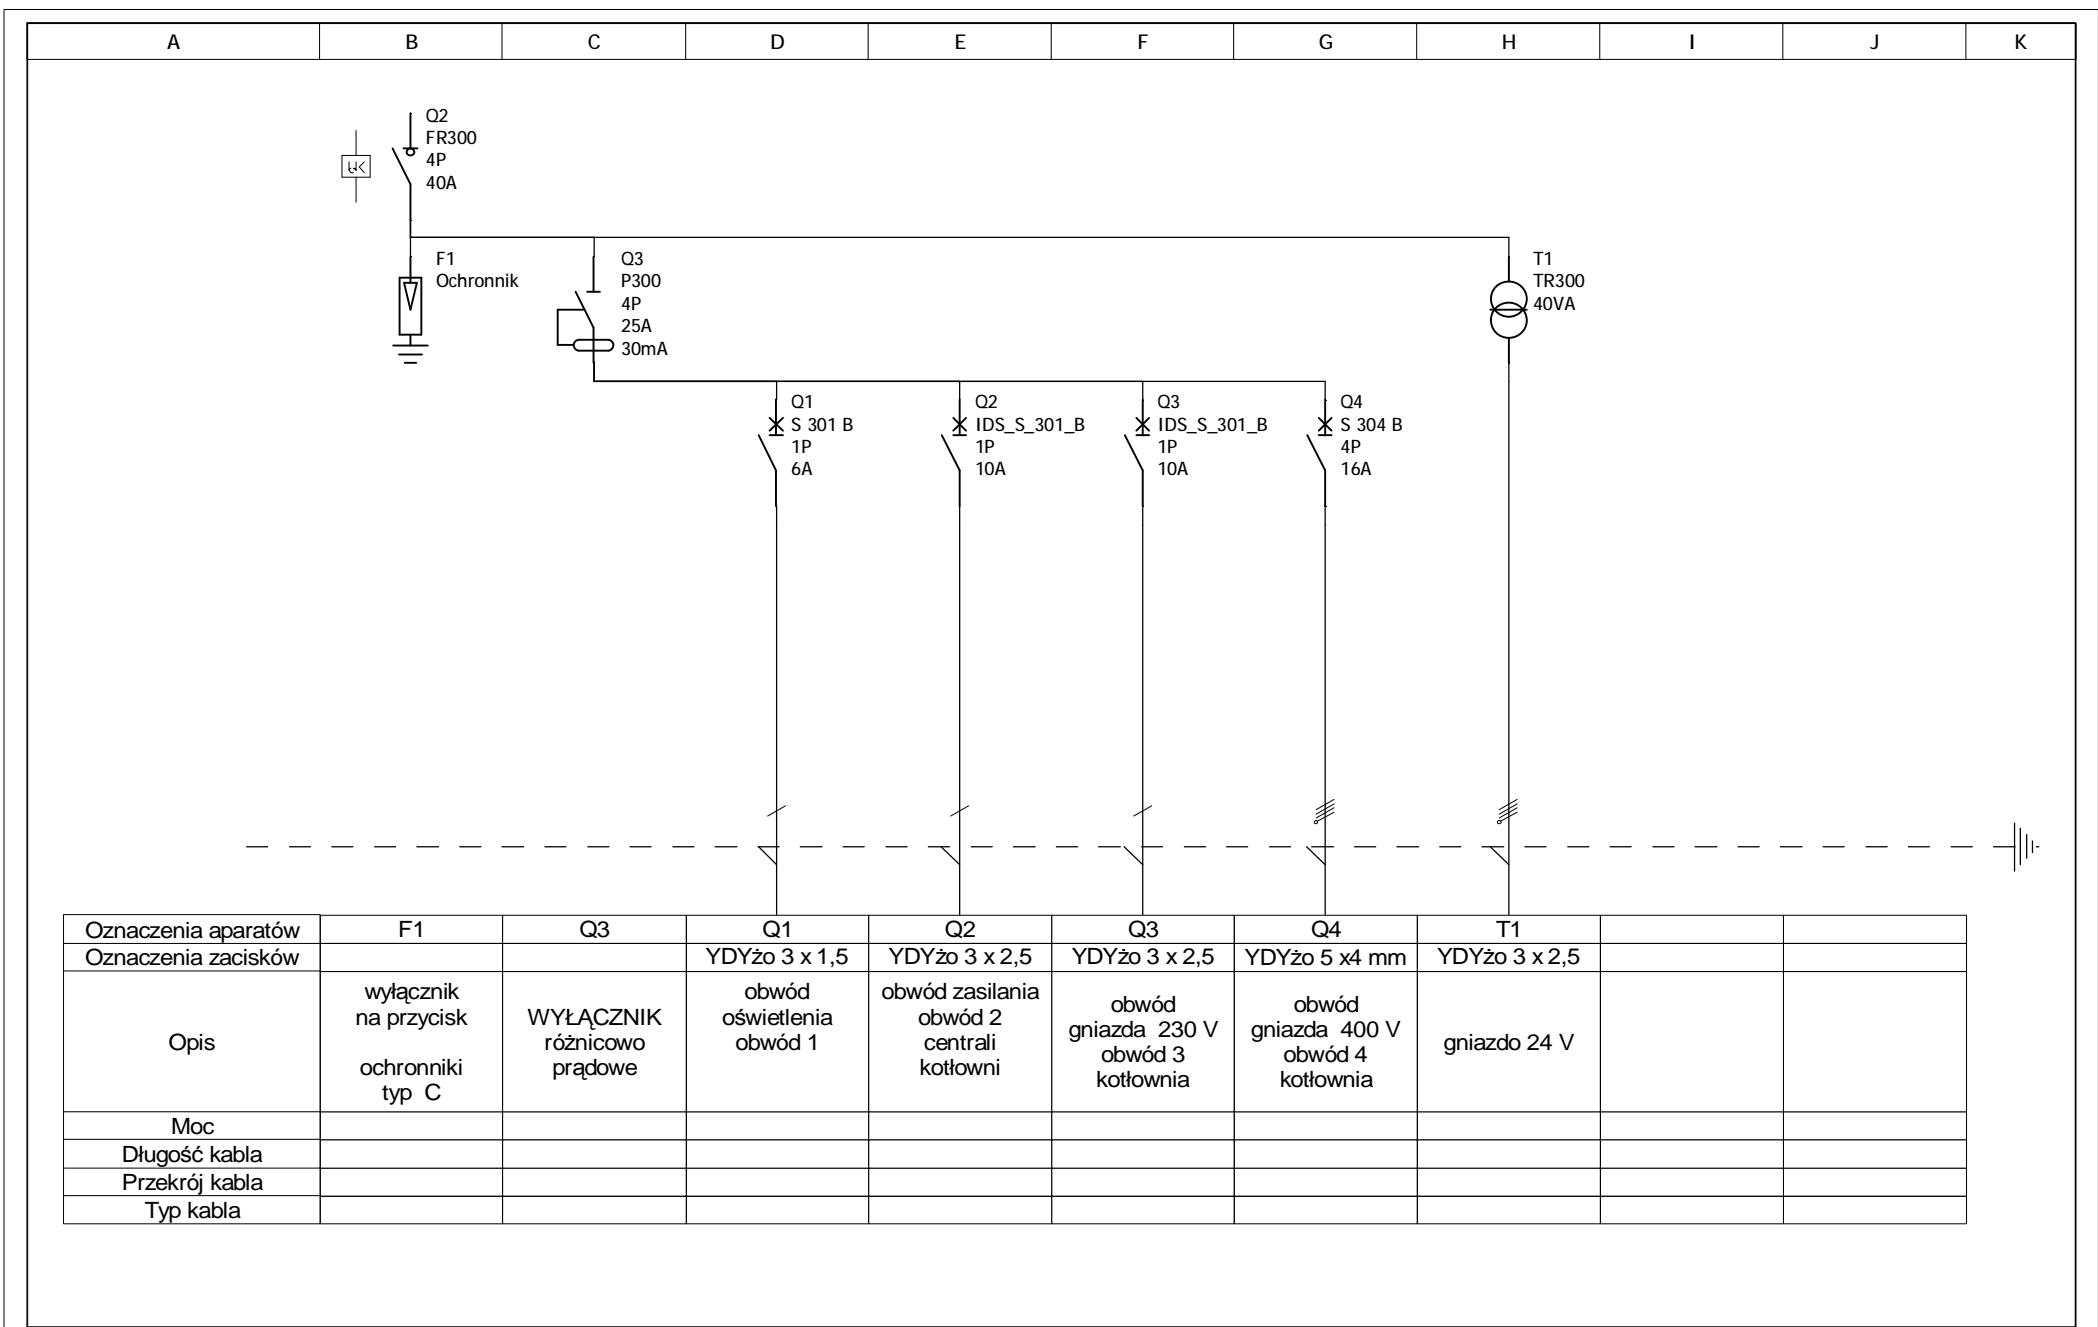 A B C D E F G H I J K
Q2
FR300
4P
40A
F1
Ochronnik
Q3
P300
4P
25A
30mA
T1
TR300
40VA
Q1
S 301 B
1P
6A
Q2
IDS_S_301_B
1P
10A
Q3
IDS_S_301_B
1P
10A
Q4
S 304 B
4P
16A
Oznaczenia aparatów F1 Q3 Q1 Q2 Q3 Q4 T1
Oznaczenia zacisków YDYżo 3 x 1,5 YDYżo 3 x 2,5 YDYżo 3 x 2,5 YDYżo 5 x4 mm YDYżo 3 x 2,5
Opis
wyłącznik
na przycisk
ochronniki
typ C
WYŁĄCZNIK
różnicowo
prądowe
obwód
oświetlenia
obwód 1
obwód zasilania
obwód 2
centrali
kotłowni
obwód
gniazda 230 V
obwód 3
kotłownia
obwód
gniazda 400 V
obwód 4
kotłownia
gniazdo 24 V
Moc
Długość kabla
Przekrój kabla
Typ kabla